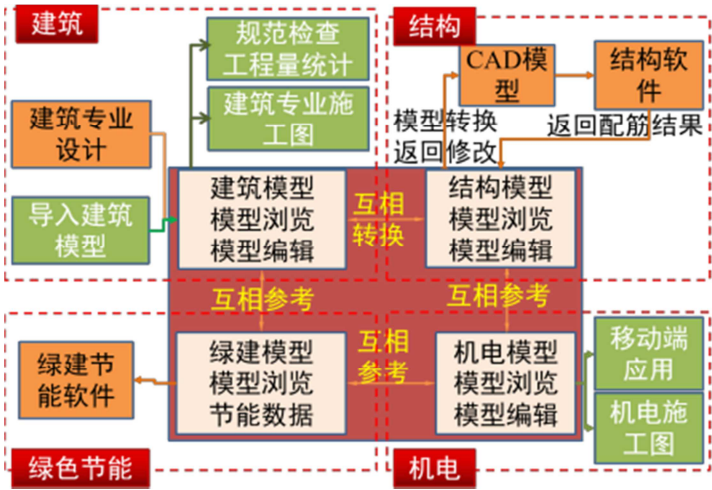 建筑
规范检查
工程量统计
建筑专业施
工图
建筑专业
设计
导入建筑
模型
建筑模型
模型浏览
模型编辑
互相
转换
结构
CAD模
型
结构软
件
模型转换
返回修改
返回配筋结果
结构模型
模型浏览
模型编辑
互相参考
互相参考
绿建节
能软件
绿建模型
模型浏览
节能数据
互相
参考
机电模型
模型浏览
模型编辑
移动端
应用
机电施
工图
绿色节能
机电